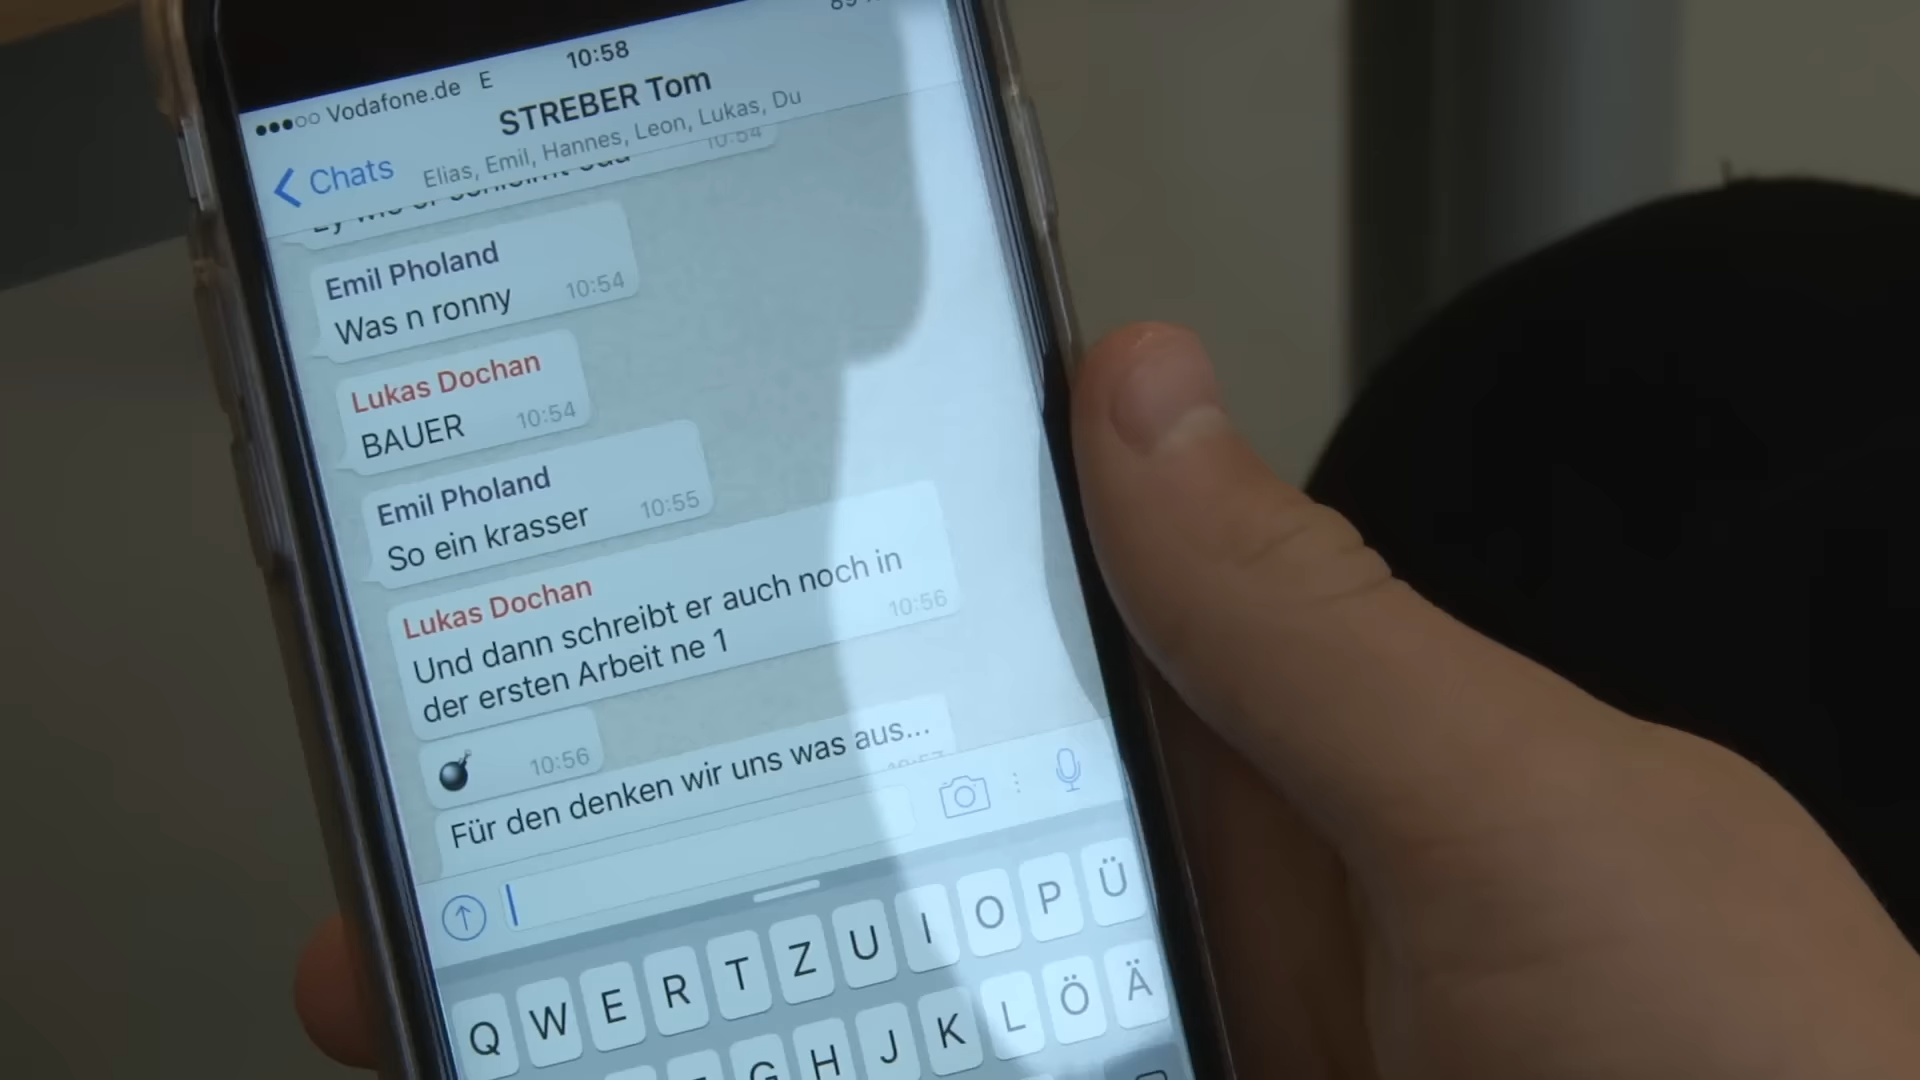 ●●●○○ Vodafone.de E 10:58
STREBER Tom
Elias, Emil, Hannes, Leon, Lukas, Du
Chats
10:54
Emil Pholand
Was n ronny 10:54
Lukas Dochan
BAUER 10:54
Emil Pholand
So ein krasser 10:55
Lukas Dochan
Und dann schreibt er auch noch in
der ersten Arbeit ne 1 10:56
💣 10:56
Für den denken wir uns was aus...
Q W E R T Z U I O P Ü
G H J K L Ö Ä